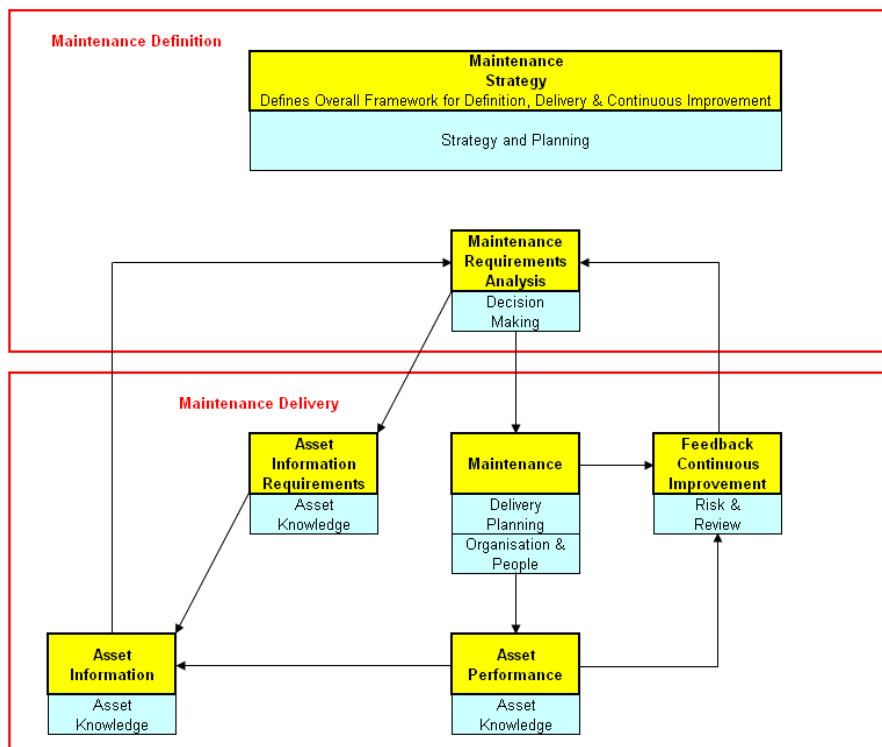 Maintenance Definition
Maintenance
Strategy
Defines Overall Framework for Definition, Delivery & Continuous Improvement
Strategy and Planning
Maintenance
Requirements
Analysis
Decision
Making
Maintenance Delivery
Asset
Information
Requirements
Asset
Knowledge
Maintenance
Delivery
Planning
Organisation &
People
Feedback
Continuous
Improvement
Risk &
Review
Asset
Information
Asset
Knowledge
Asset
Performance
Asset
Knowledge